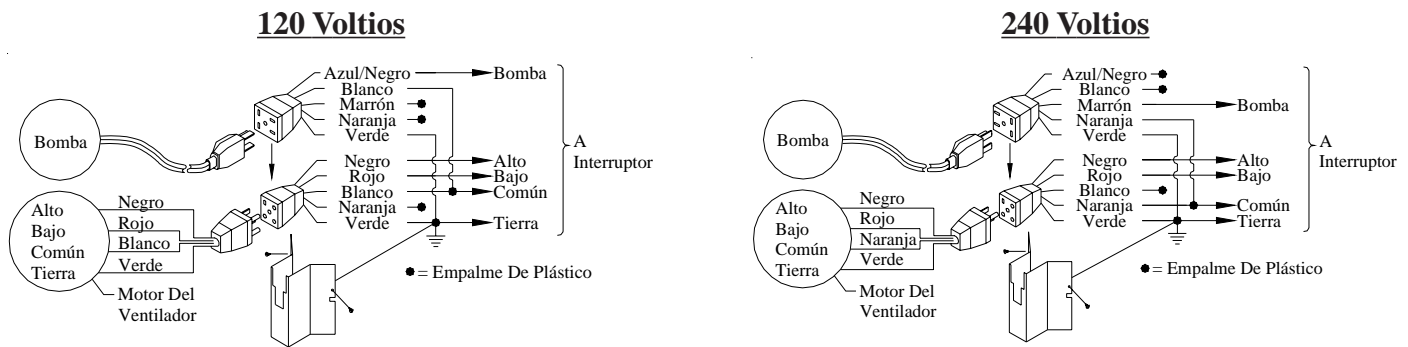 120 Voltios
Azul/Negro
Bomba
Blanco
Marrón
Naranja
Verde
Bomba
A
Interruptor
Negro
Alto
Rojo
Bajo
Blanco
Común
Naranja
Verde
Tierra
Alto
Negro
Bajo
Rojo
Común
Blanco
Tierra
Verde
= Empalme De Plástico
Motor Del
Ventilador
240 Voltios
Azul/Negro
Blanco
Marrón
Bomba
Naranja
Verde
Bomba
A
Interruptor
Negro
Alto
Rojo
Bajo
Blanco
Naranja
Común
Verde
Tierra
Alto
Negro
Bajo
Rojo
Común
Naranja
Tierra
Verde
= Empalme De Plástico
Motor Del
Ventilador